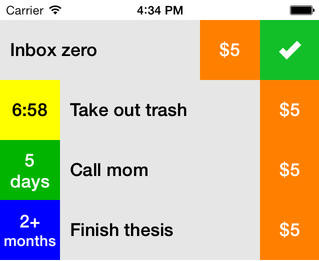 Carrier 4:34 PM
Inbox zero $5
6:58 Take out trash $5
5 days Call mom $5
2+ months Finish thesis $5